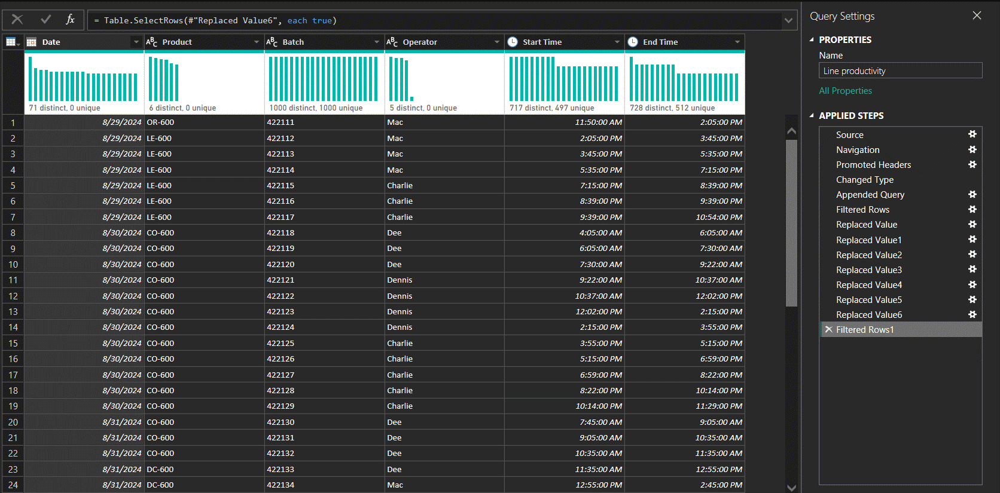 fx = Table.SelectRows(#"Replaced Value6", each true)
Date ABC Product ABC Batch ABC Operator Start Time End Time
71 distinct, 0 unique 6 distinct, 0 unique 1000 distinct, 1000 unique 5 distinct, 0 unique 717 distinct, 497 unique 728 distinct, 512 unique
1 8/29/2024 OR-600 422111 Mac 11:50:00 AM 2:05:00 PM
2 8/29/2024 LE-600 422112 Mac 2:05:00 PM 3:45:00 PM
3 8/29/2024 LE-600 422113 Mac 3:45:00 PM 5:35:00 PM
4 8/29/2024 LE-600 422114 Mac 5:35:00 PM 7:15:00 PM
5 8/29/2024 LE-600 422115 Charlie 7:15:00 PM 8:39:00 PM
6 8/29/2024 LE-600 422116 Charlie 8:39:00 PM 9:39:00 PM
7 8/29/2024 LE-600 422117 Charlie 9:39:00 PM 10:54:00 PM
8 8/30/2024 CO-600 422118 Dee 4:05:00 AM 6:05:00 AM
9 8/30/2024 CO-600 422119 Dee 6:05:00 AM 7:30:00 AM
10 8/30/2024 CO-600 422120 Dee 7:30:00 AM 9:22:00 AM
11 8/30/2024 CO-600 422121 Dennis 9:22:00 AM 10:37:00 AM
12 8/30/2024 CO-600 422122 Dennis 10:37:00 AM 12:02:00 PM
13 8/30/2024 CO-600 422123 Dennis 12:02:00 PM 2:15:00 PM
14 8/30/2024 CO-600 422124 Dennis 2:15:00 PM 3:55:00 PM
15 8/30/2024 CO-600 422125 Charlie 3:55:00 PM 5:15:00 PM
16 8/30/2024 CO-600 422126 Charlie 5:15:00 PM 6:59:00 PM
17 8/30/2024 CO-600 422127 Charlie 6:59:00 PM 8:22:00 PM
18 8/30/2024 CO-600 422128 Charlie 8:22:00 PM 10:14:00 PM
19 8/30/2024 CO-600 422129 Charlie 10:14:00 PM 11:29:00 PM
20 8/31/2024 CO-600 422130 Dee 7:45:00 AM 9:05:00 AM
21 8/31/2024 CO-600 422131 Dee 9:05:00 AM 10:35:00 AM
22 8/31/2024 CO-600 422132 Dee 10:35:00 AM 11:35:00 AM
23 8/31/2024 DC-600 422133 Dee 11:35:00 AM 12:55:00 PM
24 8/31/2024 DC-600 422134 Mac 12:55:00 PM 2:45:00 PM
Query Settings
PROPERTIES
Name
Line productivity
All Properties
APPLIED STEPS
Source
Navigation
Promoted Headers
Changed Type
Appended Query
Filtered Rows
Replaced Value
Replaced Value1
Replaced Value2
Replaced Value3
Replaced Value4
Replaced Value5
Replaced Value6
Filtered Rows1